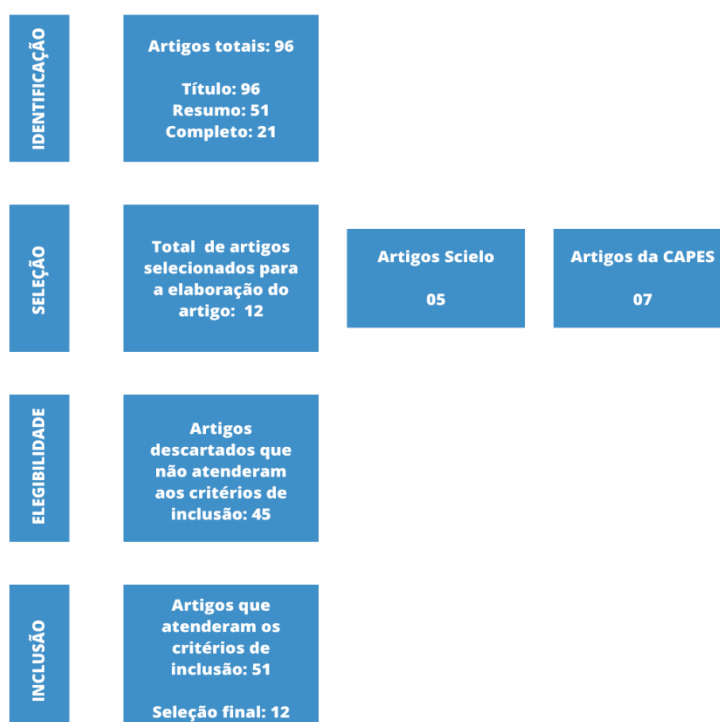 IDENTIFICAÇÃO
Artigos totais: 96
Título: 96
Resumo: 51
Completo: 21
SELEÇÃO
Total de artigos
selecionados para
a elaboração do
artigo: 12
Artigos Scielo
05
Artigos da CAPES
07
ELEGIBILIDADE
Artigos
descartados que
não atenderam
aos critérios de
inclusão: 45
INCLUSÃO
Artigos que
atenderam os
critérios de
inclusão: 51
Seleção final: 12